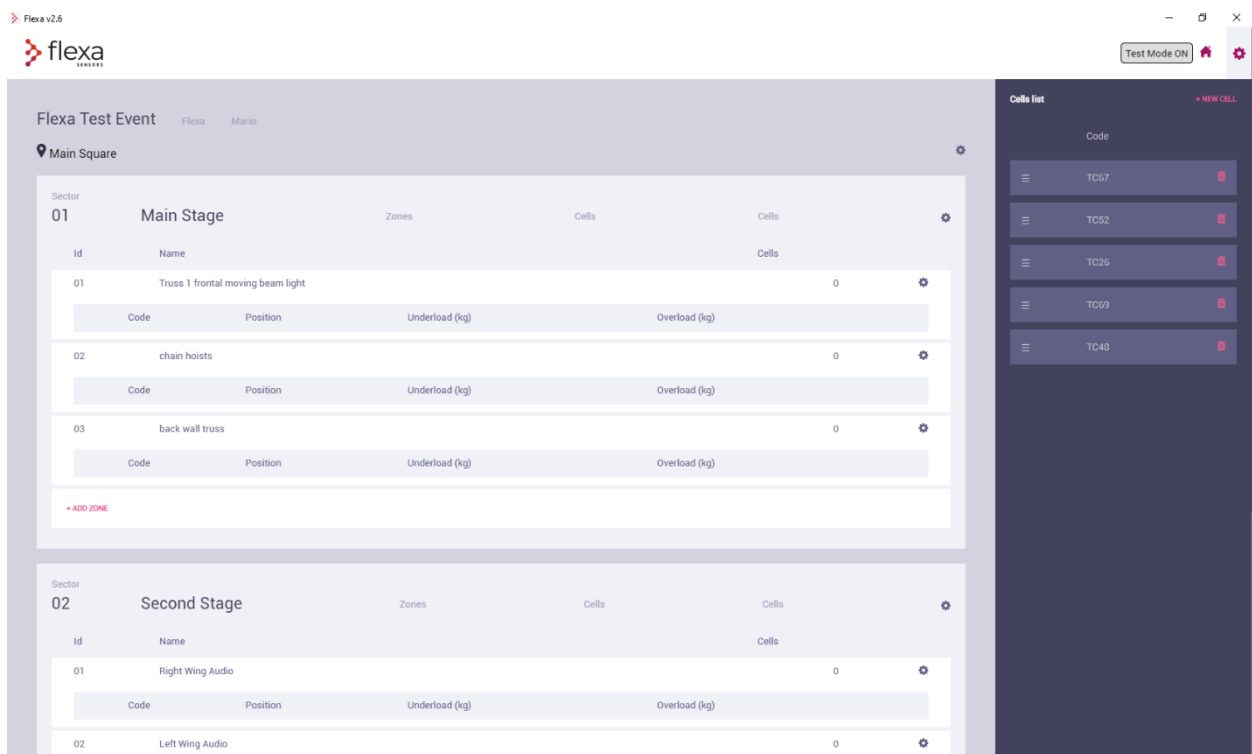 Flexa v2.6
flexa
SENSORS
Test Mode ON
Flexa Test Event Flexa Mario
Main Square
Sector
01 Main Stage Zones Cells Cells
Id Name Cells
01 Truss 1 frontal moving beam light 0
Code Position Underload (kg) Overload (kg)
02 chain hoists 0
Code Position Underload (kg) Overload (kg)
03 back wall truss 0
Code Position Underload (kg) Overload (kg)
+ ADD ZONE
Sector
02 Second Stage Zones Cells Cells
Id Name Cells
01 Right Wing Audio 0
Code Position Underload (kg) Overload (kg)
02 Left Wing Audio 0
Cells list + NEW CELL
Code
TC67
TC52
TC26
TC69
TC48